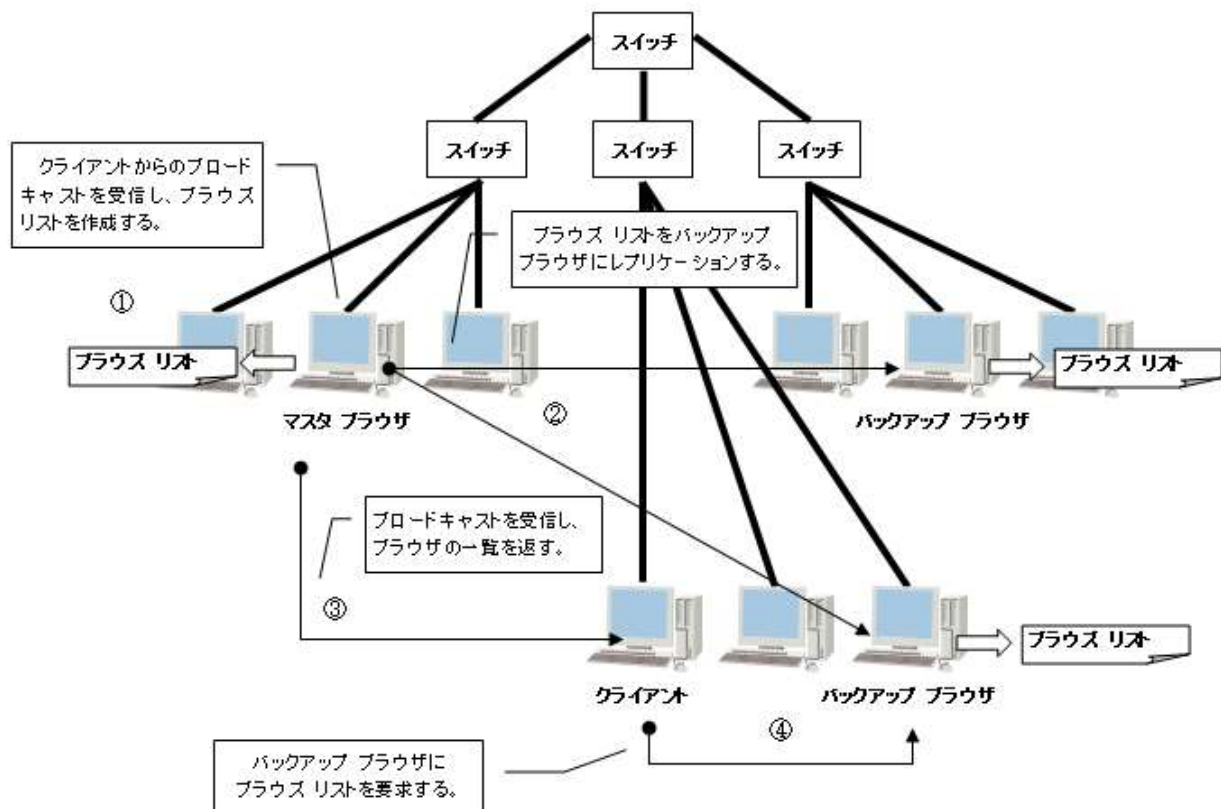 スイッチ
スイッチ
スイッチ
スイッチ
クライアントからのブロード
キャストを受信し、ブラウズ
リストを作成する。
ブラウズ リストをバックアップ
ブラウザにレプリケーションする。
①
ブラウズ リスト
ブラウズ リスト
マスタ ブラウザ
②
バックアップ ブラウザ
ブロードキャストを受信し、
ブラウザの一覧を返す。
③
ブラウズ リスト
クライアント
バックアップ ブラウザ
④
バックアップ ブラウザに
ブラウズ リストを要求する。